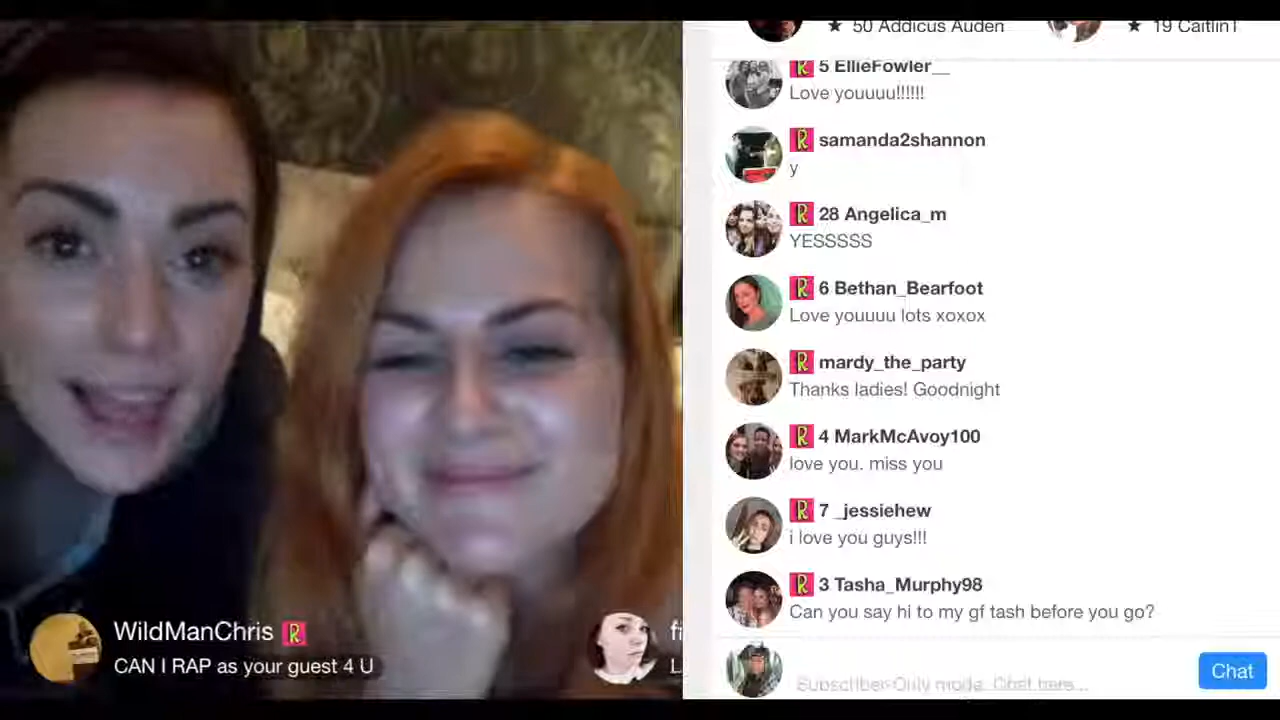 ★ 50 Addicus Auden
★ 19 Caitlin1
R 5 EllieFowler__
Love youuuu!!!!!!
R samanda2shannon
y
R 28 Angelica_m
YESSSSS
R 6 Bethan_Bearfoot
Love youuuu lots xoxox
R mardy_the_party
Thanks ladies! Goodnight
R 4 MarkMcAvoy100
love you. miss you
R 7 _jessiehew
i love you guys!!!
R 3 Tasha_Murphy98
Can you say hi to my gf tash before you go?
WildManChris R
CAN I RAP as your guest 4 U
fi
L
Subscriber-Only mode. Chat here...
Chat